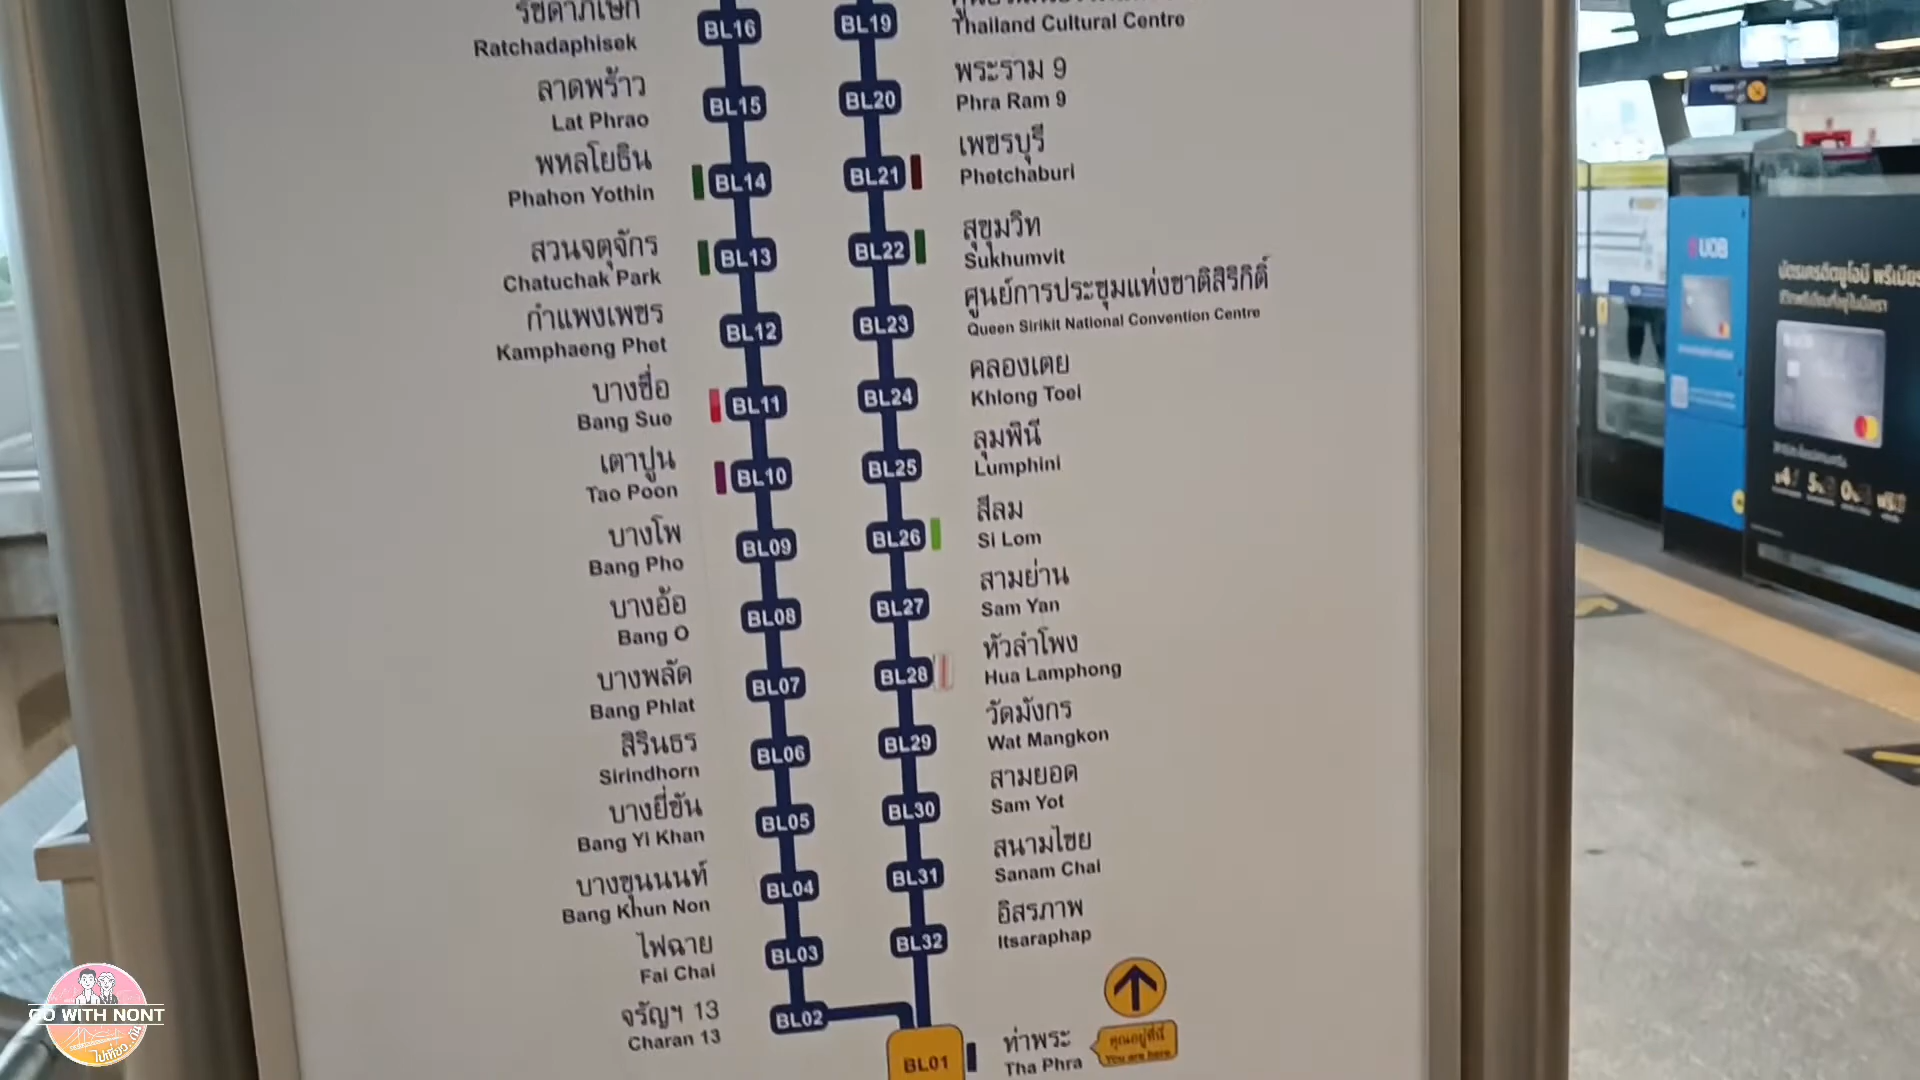 รัชดาภิเษก
Ratchadaphisek
BL16
ลาดพร้าว
Lat Phrao
BL15
พหลโยธิน
Phahon Yothin
BL14
สวนจตุจักร
Chatuchak Park
BL13
กำแพงเพชร
Kamphaeng Phet
BL12
บางซื่อ
Bang Sue
BL11
เตาปูน
Tao Poon
BL10
บางโพ
Bang Pho
BL09
บางอ้อ
Bang O
BL08
บางพลัด
Bang Phlat
BL07
สิรินธร
Sirindhorn
BL06
บางยี่ขัน
Bang Yi Khan
BL05
บางขุนนนท์
Bang Khun Non
BL04
ไฟฉาย
Fai Chai
BL03
จรัญฯ 13
Charan 13
BL02
BL19
Thailand Cultural Centre
BL20
พระราม 9
Phra Ram 9
BL21
เพชรบุรี
Phetchaburi
BL22
สุขุมวิท
Sukhumvit
BL23
ศูนย์การประชุมแห่งชาติสิริกิติ์
Queen Sirikit National Convention Centre
BL24
คลองเตย
Khlong Toei
BL25
ลุมพินี
Lumphini
BL26
สีลม
Si Lom
BL27
สามย่าน
Sam Yan
BL28
หัวลำโพง
Hua Lamphong
BL29
วัดมังกร
Wat Mangkon
BL30
สามยอด
Sam Yot
BL31
สนามไชย
Sanam Chai
BL32
อิสรภาพ
Itsaraphap
BL01
ท่าพระ
Tha Phra
คุณอยู่ที่นี่
You are here
UOB
GO WITH NONT
ไปเที่ยว..กัน